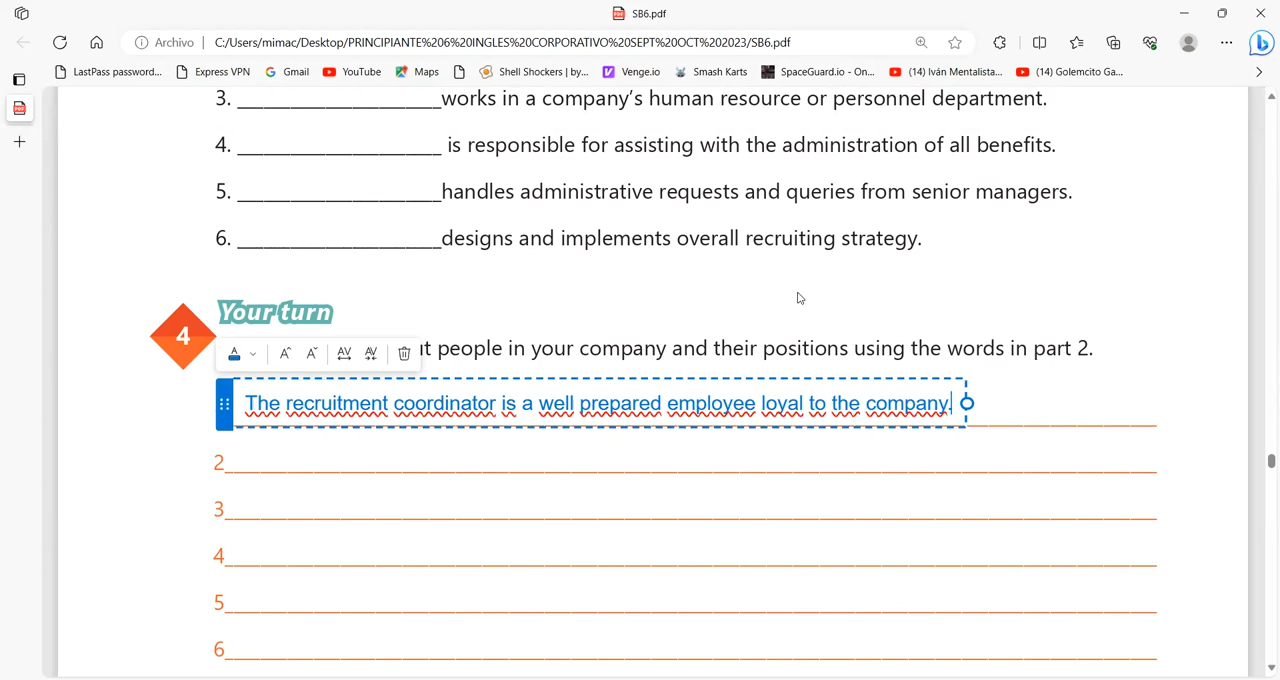 SB6.pdf
Archivo | C:/Users/mimac/Desktop/PRINCIPIANTE%206%20INGLES%20CORPORATIVO%20SEPT%20OCT%202023/SB6.pdf
LastPass password... Express VPN Gmail YouTube Maps Shell Shockers | by... Venge.io Smash Karts SpaceGuard.io - On... (14) Iván Mentalista... (14) Golemcito Ga...
3. ____________________works in a company's human resource or personnel department.
4. ____________________ is responsible for assisting with the administration of all benefits.
5. ____________________handles administrative requests and queries from senior managers.
6. ____________________designs and implements overall recruiting strategy.
Your turn
4
ut people in your company and their positions using the words in part 2.
The recruitment coordinator is a well prepared employee loyal to the company.
2
3
4
5
6